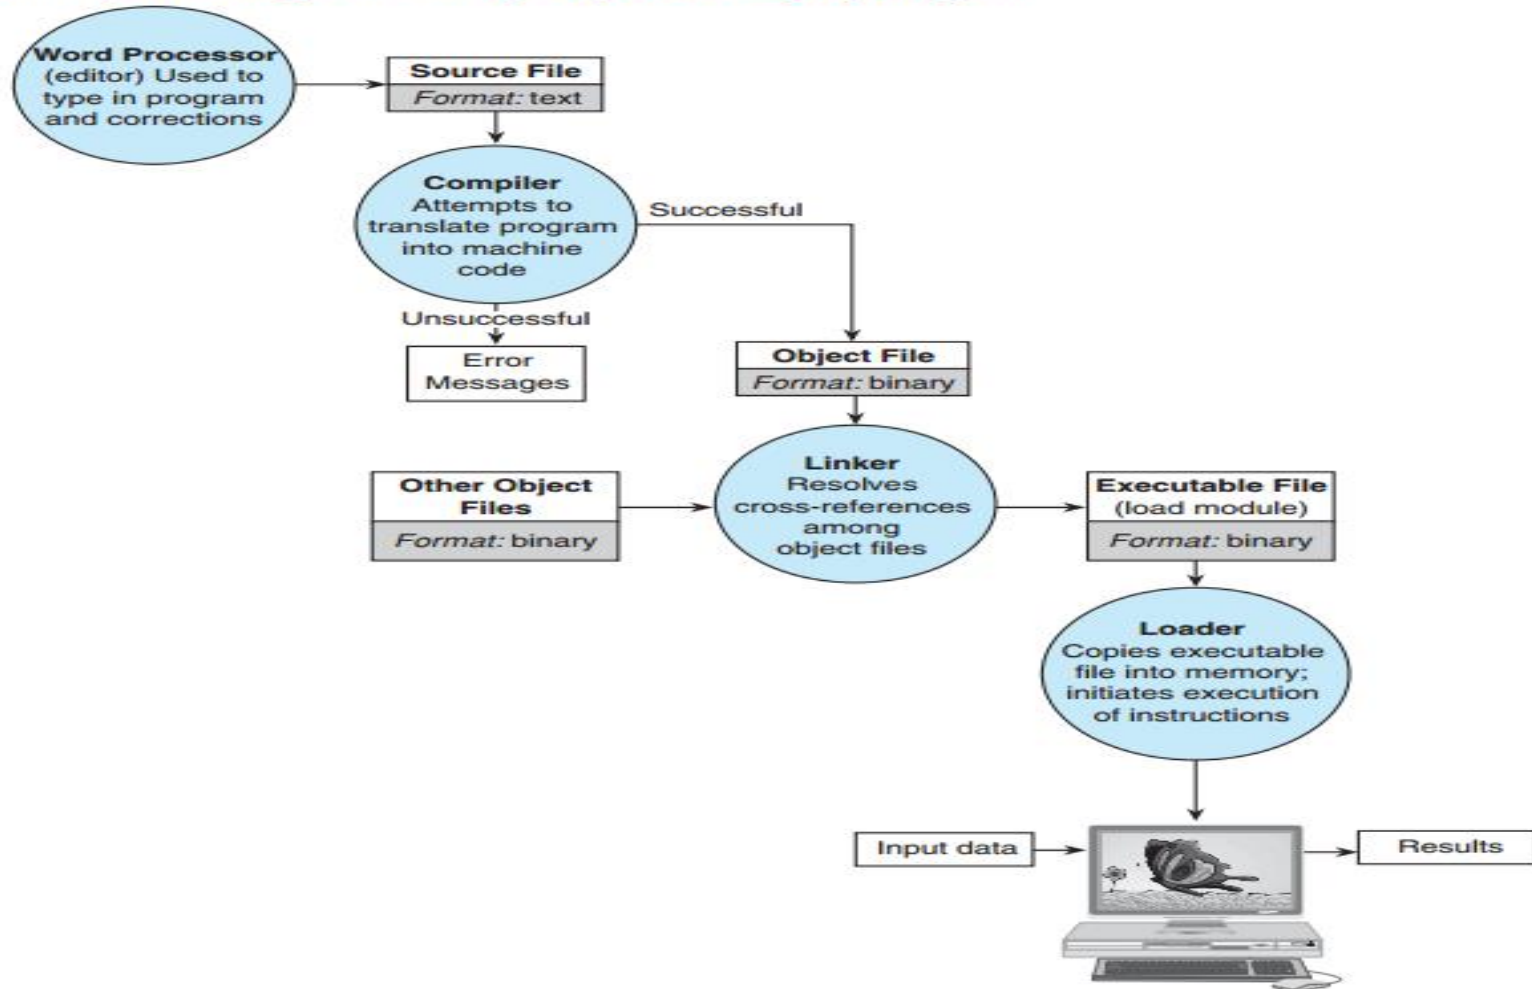 Word Processor
(editor) Used to
type in program
and corrections
Source File
Format: text
Compiler
Attempts to
translate program
into machine
code
Successful
Unsuccessful
Error
Messages
Object File
Format: binary
Other Object
Files
Format: binary
Linker
Resolves
cross-references
among
object files
Executable File
(load module)
Format: binary
Loader
Copies executable
file into memory;
initiates execution
of instructions
Input data
Results